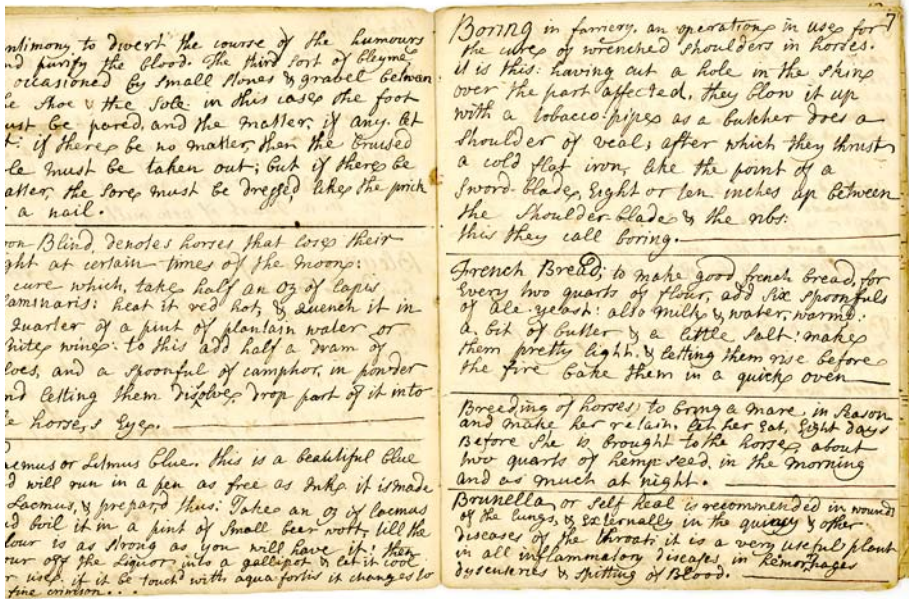 ntimony to divert the course of the humours
nd purify the blood. The third sort of bleyme,
occasioned by small stones & gravel between
e shoe & the sole: in this case the foot
ust be pared, and the matter, if any, let
t: if there be no matter, then the bruised
le must be taken out; but if there be
atter, the sore must be dressed, like the prick
a nail.
oon Blind, denotes horses that lose their
ght at certain times of the moon:
cure which, take half an oz of lapis
aminaris: heat it red hot, & quench it in
Quarter of a pint of plantain water or
hite wine: to this add half a dram of
loes, and a spoonful of camphor, in powder
nd letting them disolve, drop part of it into
e horse,s Eye.
acmus or Litmus blue, this is a beautiful blue
d will run in a pen as free as Ink, it is made
Lacmus, & prepard thus: Take an oz of lacmus
nd boil it in a pint of small beer wort, till the
lour is as strong as you will have it: then
our off the Liquor into a gallipot & let it cool
r use, if it be touch with aqua fortis it changes to
fine crimson...
7
Boring in farriery, an operation in use for
the cure of wrenched shoulders in horses.
it is this: having cut a hole in the skin
over the part affected, they blow it up
with a tobacco-pipe as a butcher does a
shoulder of veal; after which they thrust
a cold flat iron, like the point of a
sword-blade, Eight or ten inches up between
the shoulder-blade & the ribs:
this they call boring.
French Bread; to make good french bread, for
Every two quarts of flour, add six spoonfuls
of ale-yeast: also milk & water, warm'd:
a bit of butter & a little salt: make
them pretty light, & letting them rise before
the fire bake them in a quick oven
Breeding of horses; to bring a mare in season
and make her retain, let her Eat, Eight days
Before she is brought to the horse, about
two quarts of hemp-seed, in the morning
and as much at night.
Brunella, or self heal is recommended in wounds
of the lungs, & Externally in the quinsy & other
diseases of the throat: it is a very useful plant
in all inflammatory diseases, in hemorhages
dysenteries & spitting of Blood.